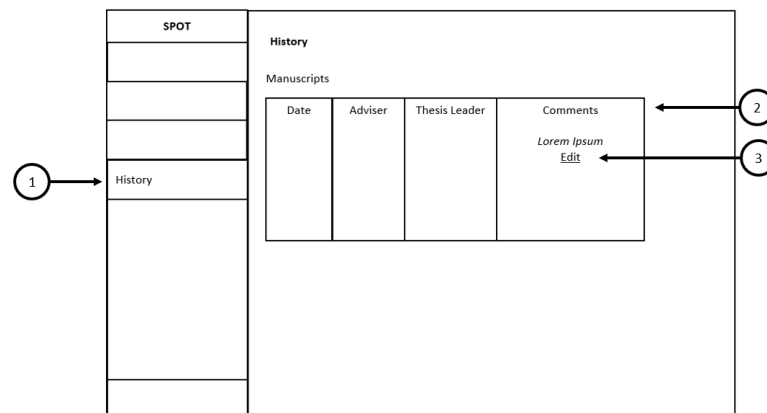 SPOT
History
Manuscripts
Date Adviser Thesis Leader Comments
2
Lorem Ipsum
Edit
3
1
History